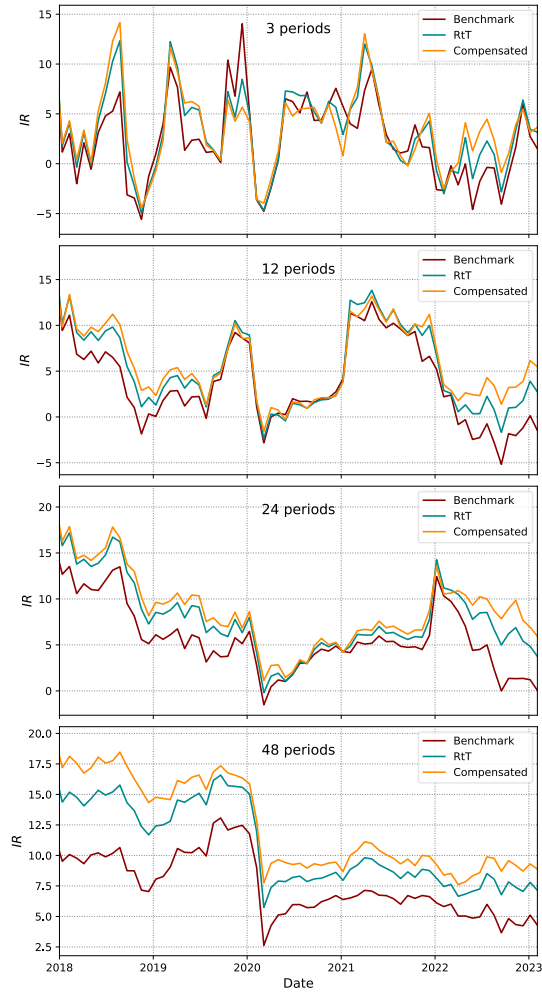 15
10
5
0
−5
IR
3 periods
Benchmark
RtT
Compensated
15
10
5
0
−5
IR
12 periods
Benchmark
RtT
Compensated
20
15
10
5
0
IR
24 periods
Benchmark
RtT
Compensated
20.0
17.5
15.0
12.5
10.0
7.5
5.0
2.5
IR
48 periods
Benchmark
RtT
Compensated
2018 2019 2020 2021 2022 2023
Date